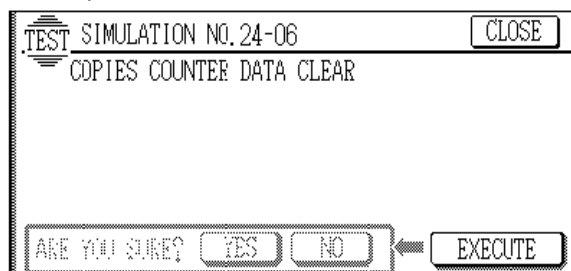 TEST SIMULATION NO.24-06 CLOSE
COPIES COUNTER DATA CLEAR
ARE YOU SURE? YES NO EXECUTE